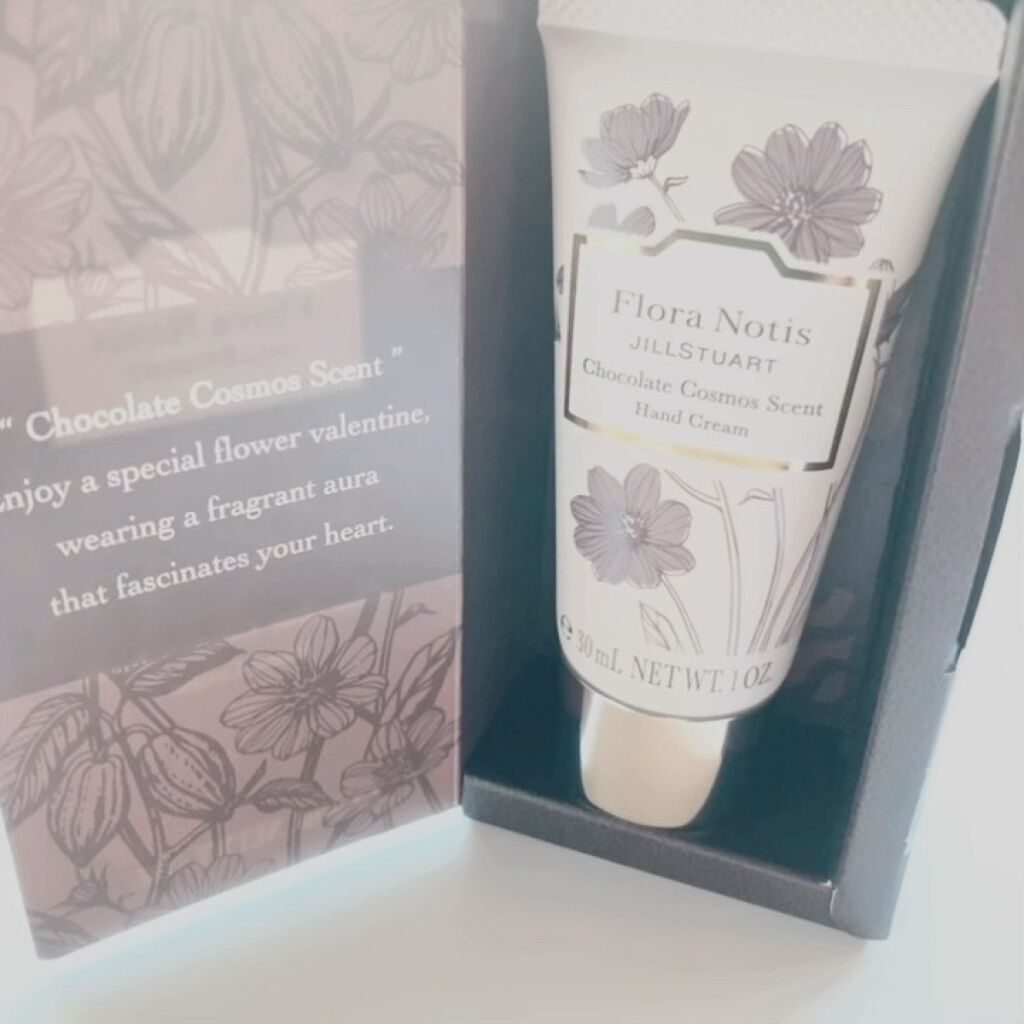 “ Chocolate Cosmos Scent ”
Enjoy a special flower valentine,
wearing a fragrant aura
that fascinates your heart.
Flora Notis
JILLSTUART
Chocolate Cosmos Scent
Hand Cream
℮ 30 mL NET WT. 1 OZ.